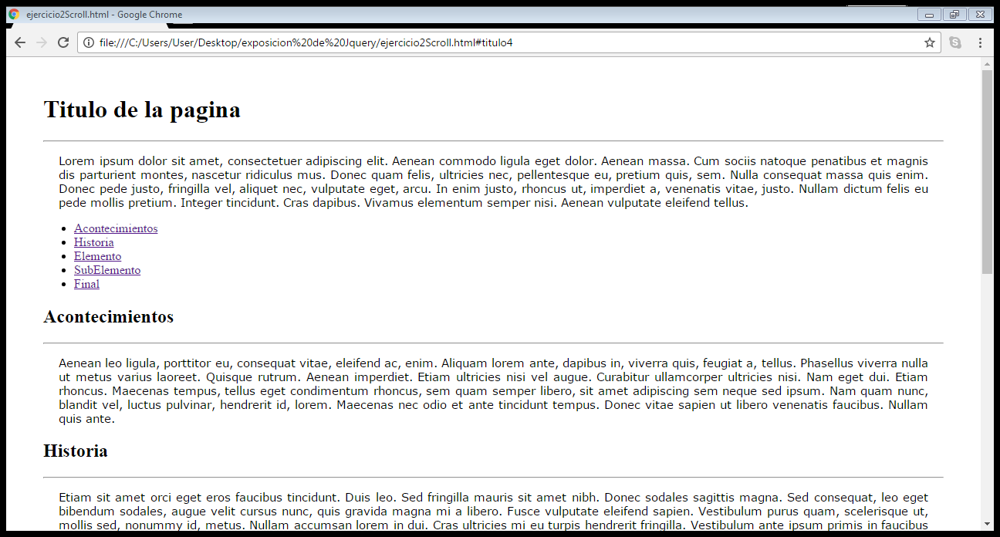 ejercicio2Scroll.html - Google Chrome
file:///C:/Users/User/Desktop/exposicion%20de%20Jquery/ejercicio2Scroll.html#titulo4
Titulo de la pagina
Lorem ipsum dolor sit amet, consectetuer adipiscing elit. Aenean commodo ligula eget dolor. Aenean massa. Cum sociis natoque penatibus et magnis
dis parturient montes, nascetur ridiculus mus. Donec quam felis, ultricies nec, pellentesque eu, pretium quis, sem. Nulla consequat massa quis enim.
Donec pede justo, fringilla vel, aliquet nec, vulputate eget, arcu. In enim justo, rhoncus ut, imperdiet a, venenatis vitae, justo. Nullam dictum felis eu
pede mollis pretium. Integer tincidunt. Cras dapibus. Vivamus elementum semper nisi. Aenean vulputate eleifend tellus.
Acontecimientos
Historia
Elemento
SubElemento
Final
Acontecimientos
Aenean leo ligula, porttitor eu, consequat vitae, eleifend ac, enim. Aliquam lorem ante, dapibus in, viverra quis, feugiat a, tellus. Phasellus viverra nulla
ut metus varius laoreet. Quisque rutrum. Aenean imperdiet. Etiam ultricies nisi vel augue. Curabitur ullamcorper ultricies nisi. Nam eget dui. Etiam
rhoncus. Maecenas tempus, tellus eget condimentum rhoncus, sem quam semper libero, sit amet adipiscing sem neque sed ipsum. Nam quam nunc,
blandit vel, luctus pulvinar, hendrerit id, lorem. Maecenas nec odio et ante tincidunt tempus. Donec vitae sapien ut libero venenatis faucibus. Nullam
quis ante.
Historia
Etiam sit amet orci eget eros faucibus tincidunt. Duis leo. Sed fringilla mauris sit amet nibh. Donec sodales sagittis magna. Sed consequat, leo eget
bibendum sodales, augue velit cursus nunc, quis gravida magna mi a libero. Fusce vulputate eleifend sapien. Vestibulum purus quam, scelerisque ut,
mollis sed, nonummy id, metus. Nullam accumsan lorem in dui. Cras ultricies mi eu turpis hendrerit fringilla. Vestibulum ante ipsum primis in faucibus